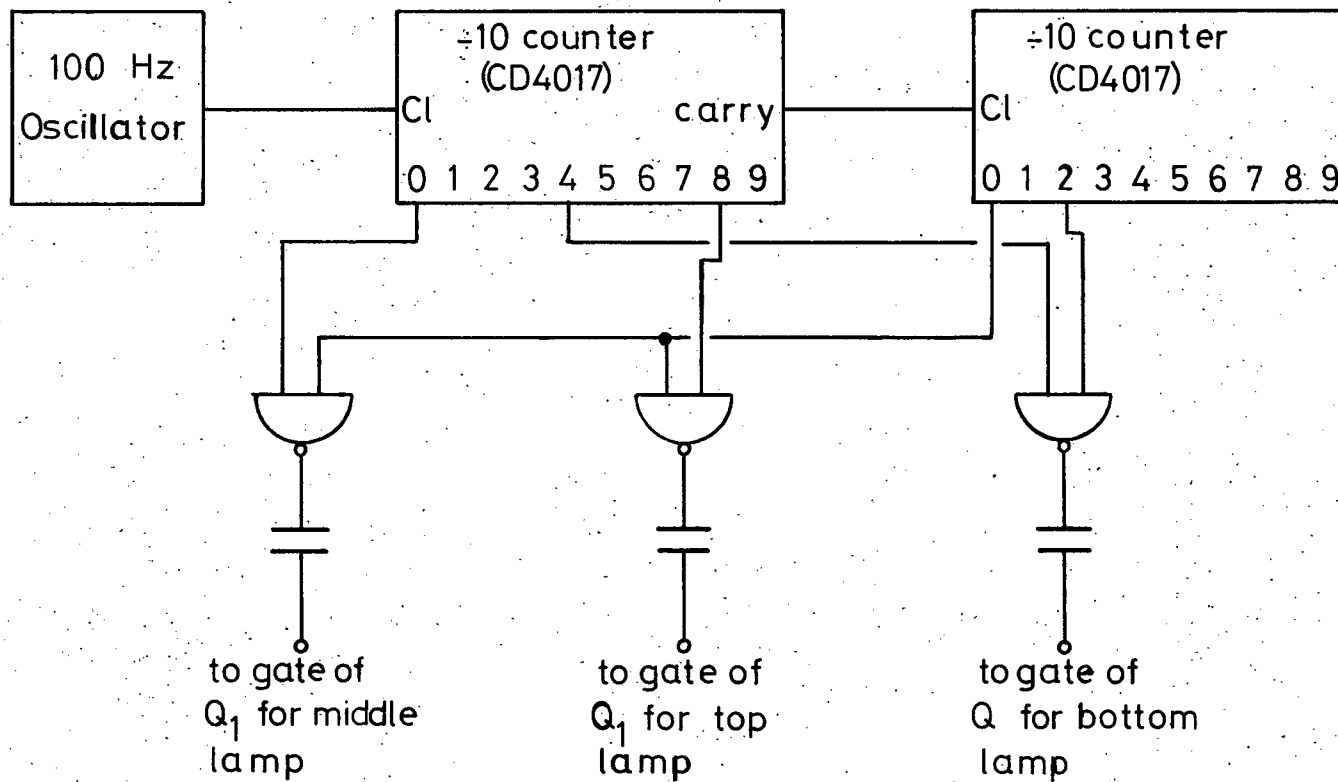 100 Hz
Oscillator
÷10 counter
(CD4017)
Cl
carry
0 1 2 3 4 5 6 7 8 9
÷10 counter
(CD4017)
Cl
0 1 2 3 4 5 6 7 8 9
to gate of
Q₁ for middle
lamp
to gate of
Q₁ for top
lamp
to gate of
Q for bottom
lamp